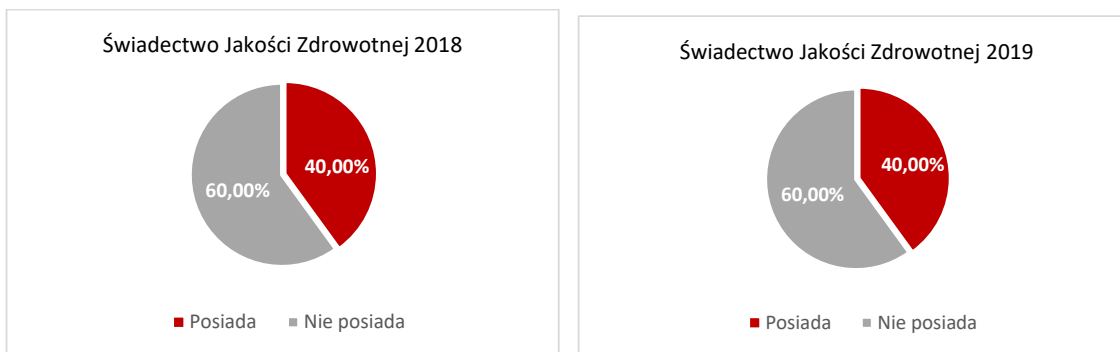 Świadectwo Jakości Zdrowotnej 2018
40,00%
60,00%
Posiada Nie posiada
Świadectwo Jakości Zdrowotnej 2019
40,00%
60,00%
Posiada Nie posiada